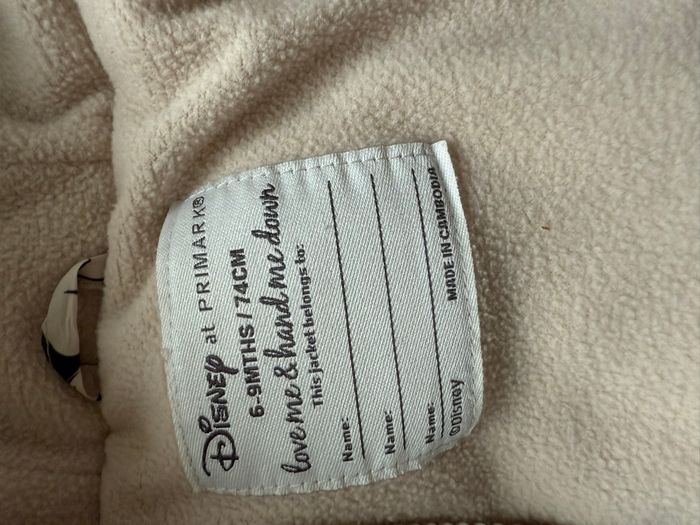 Disney at PRIMARK®
6-9MTHS / 74CM
love me & hand me down
This jacket belongs to:
Name:
Name:
Name:
©Disney MADE IN CAMBODIA